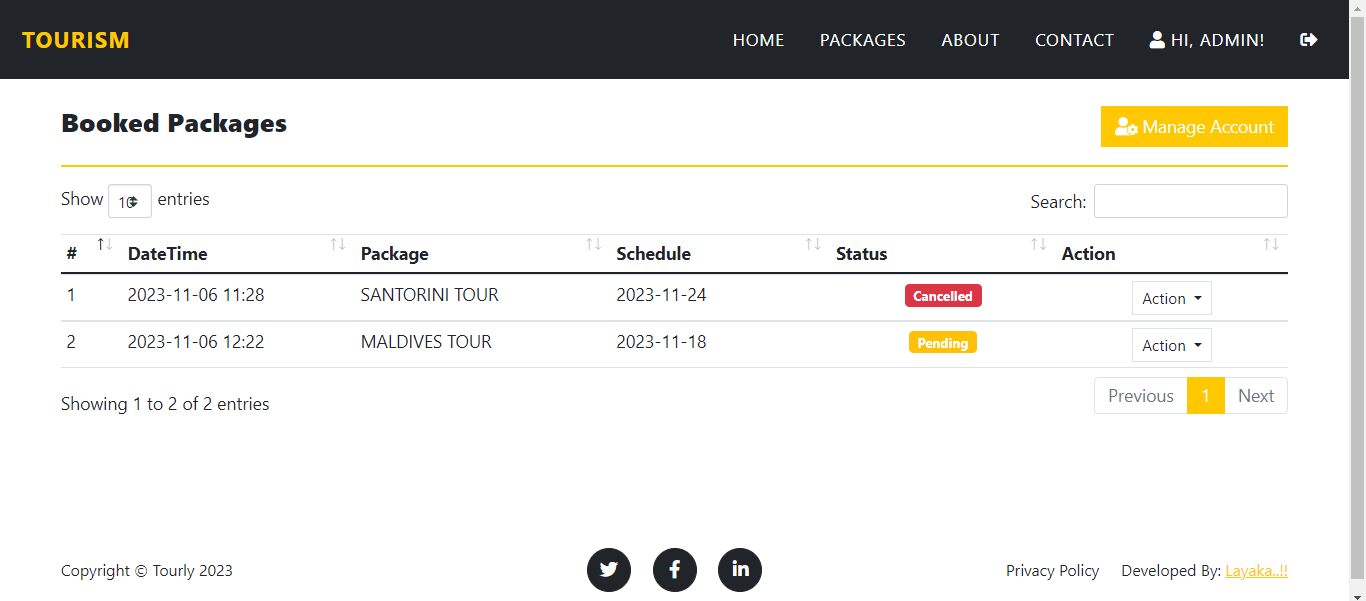 TOURISM HOME PACKAGES ABOUT CONTACT HI, ADMIN!
Booked Packages Manage Account
Show 10 entries Search:
# DateTime Package Schedule Status Action
1 2023-11-06 11:28 SANTORINI TOUR 2023-11-24 Cancelled Action
2 2023-11-06 12:22 MALDIVES TOUR 2023-11-18 Pending Action
Showing 1 to 2 of 2 entries Previous 1 Next
Copyright © Tourly 2023 Privacy Policy Developed By: Layaka..!!